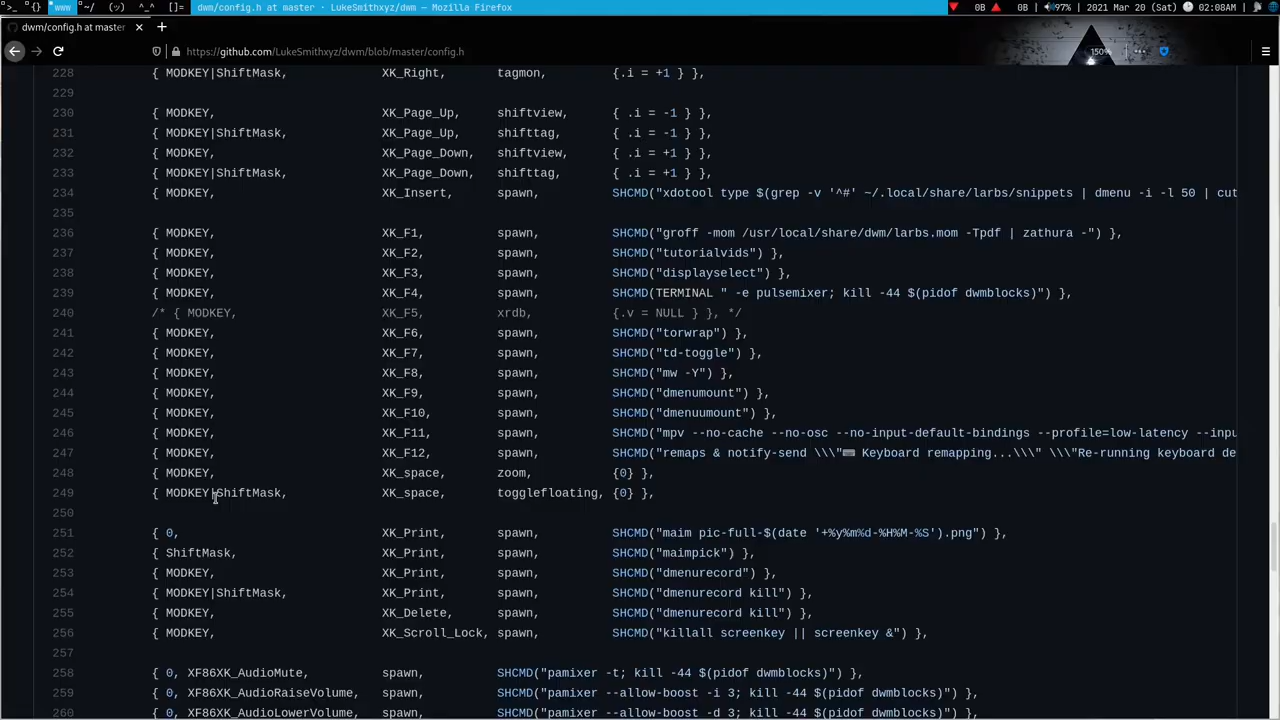 >_ {} www ~/ (ッ) ^_^ []= dwm/config.h at master · LukeSmithxyz/dwm — Mozilla Firefox 0B 0B 97% 2021 Mar 20 (Sat) 02:08AM
dwm/config.h at master
https://github.com/LukeSmithxyz/dwm/blob/master/config.h 150%
228 { MODKEY|ShiftMask, XK_Right, tagmon, {.i = +1 } },
229
230 { MODKEY, XK_Page_Up, shiftview, { .i = -1 } },
231 { MODKEY|ShiftMask, XK_Page_Up, shifttag, { .i = -1 } },
232 { MODKEY, XK_Page_Down, shiftview, { .i = +1 } },
233 { MODKEY|ShiftMask, XK_Page_Down, shifttag, { .i = +1 } },
234 { MODKEY, XK_Insert, spawn, SHCMD("xdotool type $(grep -v '^#' ~/.local/share/larbs/snippets | dmenu -i -l 50 | cut
235
236 { MODKEY, XK_F1, spawn, SHCMD("groff -mom /usr/local/share/dwm/larbs.mom -Tpdf | zathura -") },
237 { MODKEY, XK_F2, spawn, SHCMD("tutorialvids") },
238 { MODKEY, XK_F3, spawn, SHCMD("displayselect") },
239 { MODKEY, XK_F4, spawn, SHCMD(TERMINAL " -e pulsemixer; kill -44 $(pidof dwmblocks)") },
240 /* { MODKEY, XK_F5, xrdb, {.v = NULL } }, */
241 { MODKEY, XK_F6, spawn, SHCMD("torwrap") },
242 { MODKEY, XK_F7, spawn, SHCMD("td-toggle") },
243 { MODKEY, XK_F8, spawn, SHCMD("mw -Y") },
244 { MODKEY, XK_F9, spawn, SHCMD("dmenumount") },
245 { MODKEY, XK_F10, spawn, SHCMD("dmenuumount") },
246 { MODKEY, XK_F11, spawn, SHCMD("mpv --no-cache --no-osc --no-input-default-bindings --profile=low-latency --inpu
247 { MODKEY, XK_F12, spawn, SHCMD("remaps & notify-send \\\"⌨ Keyboard remapping...\\\" \\\"Re-running keyboard de
248 { MODKEY, XK_space, zoom, {0} },
249 { MODKEY|ShiftMask, XK_space, togglefloating, {0} },
250
251 { 0, XK_Print, spawn, SHCMD("maim pic-full-$(date '+%y%m%d-%H%M-%S').png") },
252 { ShiftMask, XK_Print, spawn, SHCMD("maimpick") },
253 { MODKEY, XK_Print, spawn, SHCMD("dmenurecord") },
254 { MODKEY|ShiftMask, XK_Print, spawn, SHCMD("dmenurecord kill") },
255 { MODKEY, XK_Delete, spawn, SHCMD("dmenurecord kill") },
256 { MODKEY, XK_Scroll_Lock, spawn, SHCMD("killall screenkey || screenkey &") },
257
258 { 0, XF86XK_AudioMute, spawn, SHCMD("pamixer -t; kill -44 $(pidof dwmblocks)") },
259 { 0, XF86XK_AudioRaiseVolume, spawn, SHCMD("pamixer --allow-boost -i 3; kill -44 $(pidof dwmblocks)") },
260 { 0, XF86XK_AudioLowerVolume, spawn, SHCMD("pamixer --allow-boost -d 3; kill -44 $(pidof dwmblocks)") },